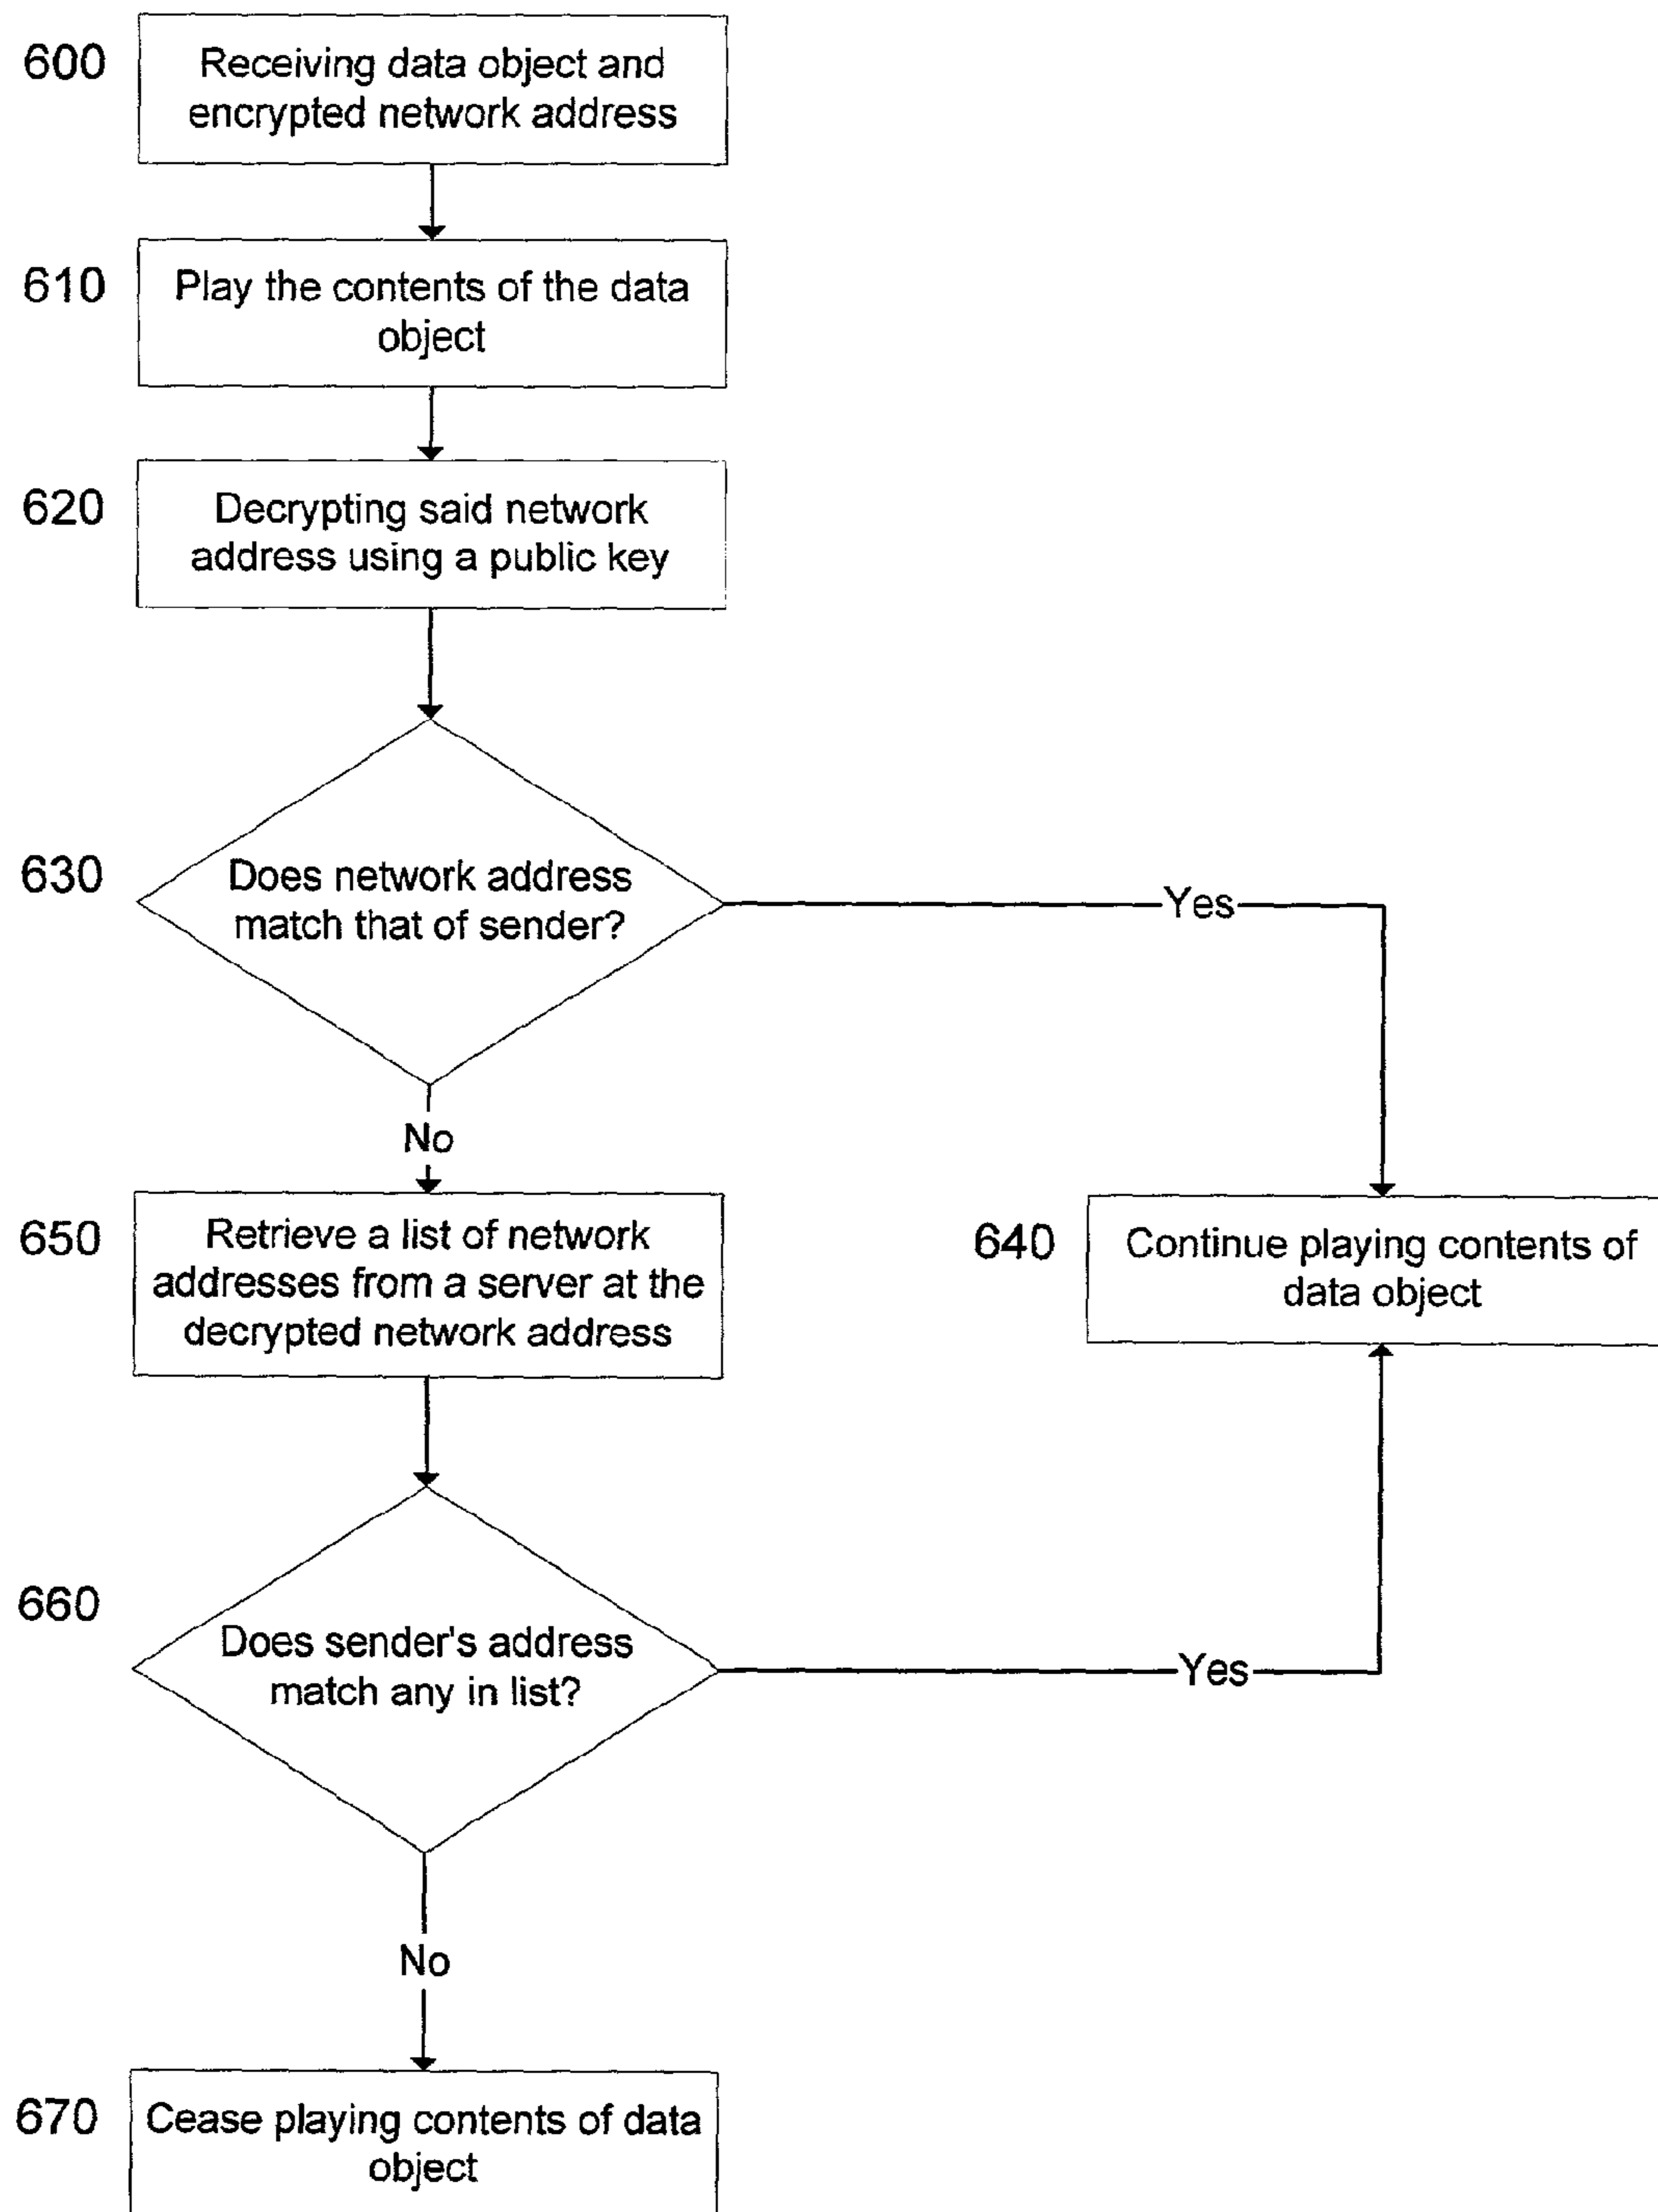 600
Receiving data object and
encrypted network address
610
Play the contents of the data
object
620
Decrypting said network
address using a public key
630
Does network address
match that of sender?
Yes
No
650
Retrieve a list of network
addresses from a server at the
decrypted network address
640
Continue playing contents of
data object
660
Does sender's address
match any in list?
Yes
No
670
Cease playing contents of data
object